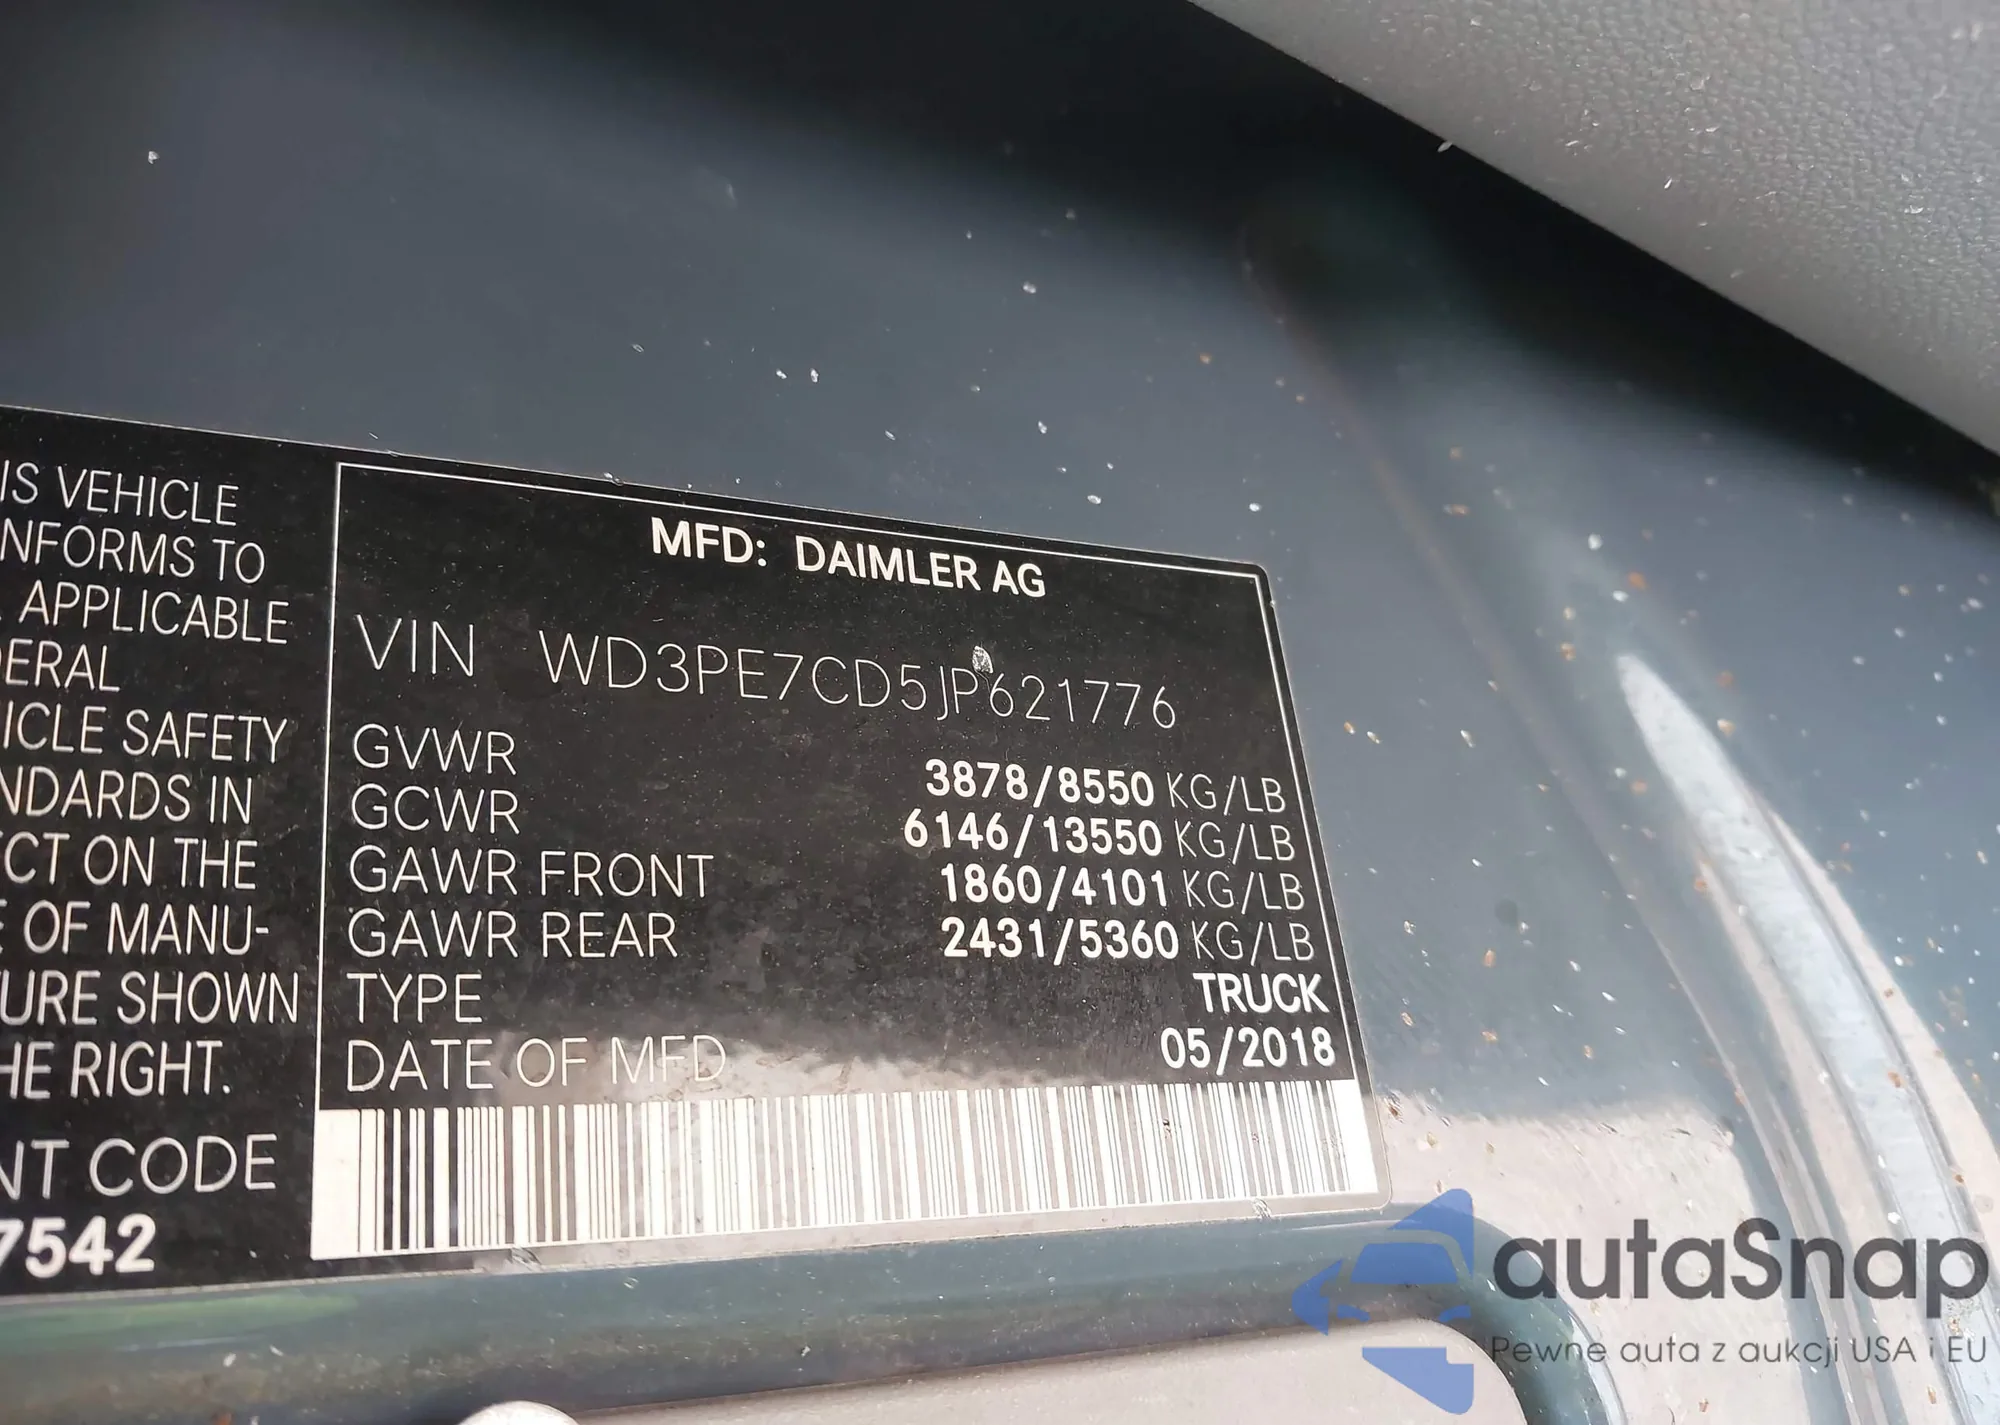 IS VEHICLE
NFORMS TO
APPLICABLE
ERAL
ICLE SAFETY
NDARDS IN
CT ON THE
OF MANU-
URE SHOWN
HE RIGHT.
NT CODE
7542
MFD: DAIMLER AG
VIN WD3PE7CD5JP621776
GVWR 3878/8550 KG/LB
GCWR 6146/13550 KG/LB
GAWR FRONT 1860/4101 KG/LB
GAWR REAR 2431/5360 KG/LB
TYPE TRUCK
DATE OF MFD 05/2018
autaSnap
Pewne auta z aukcji USA i EU